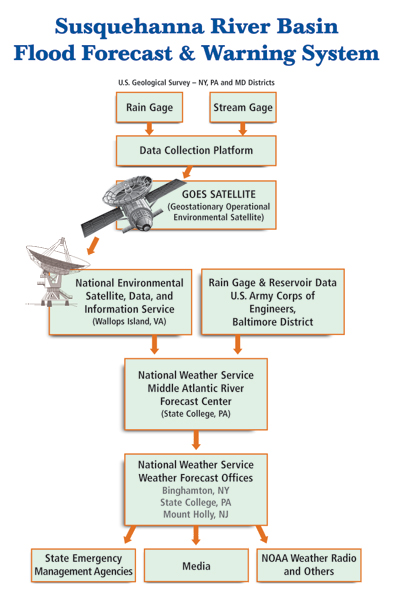 Susquehanna River Basin
Flood Forecast & Warning System
U.S. Geological Survey – NY, PA and MD Districts
Rain Gage
Stream Gage
Data Collection Platform
GOES SATELLITE
(Geostationary Operational
Environmental Satellite)
National Environmental
Satellite, Data, and
Information Service
(Wallops Island, VA)
Rain Gage & Reservoir Data
U.S. Army Corps of
Engineers,
Baltimore District
National Weather Service
Middle Atlantic River
Forecast Center
(State College, PA)
National Weather Service
Weather Forecast Offices
Binghamton, NY
State College, PA
Mount Holly, NJ
State Emergency
Management Agencies
Media
NOAA Weather Radio
and Others